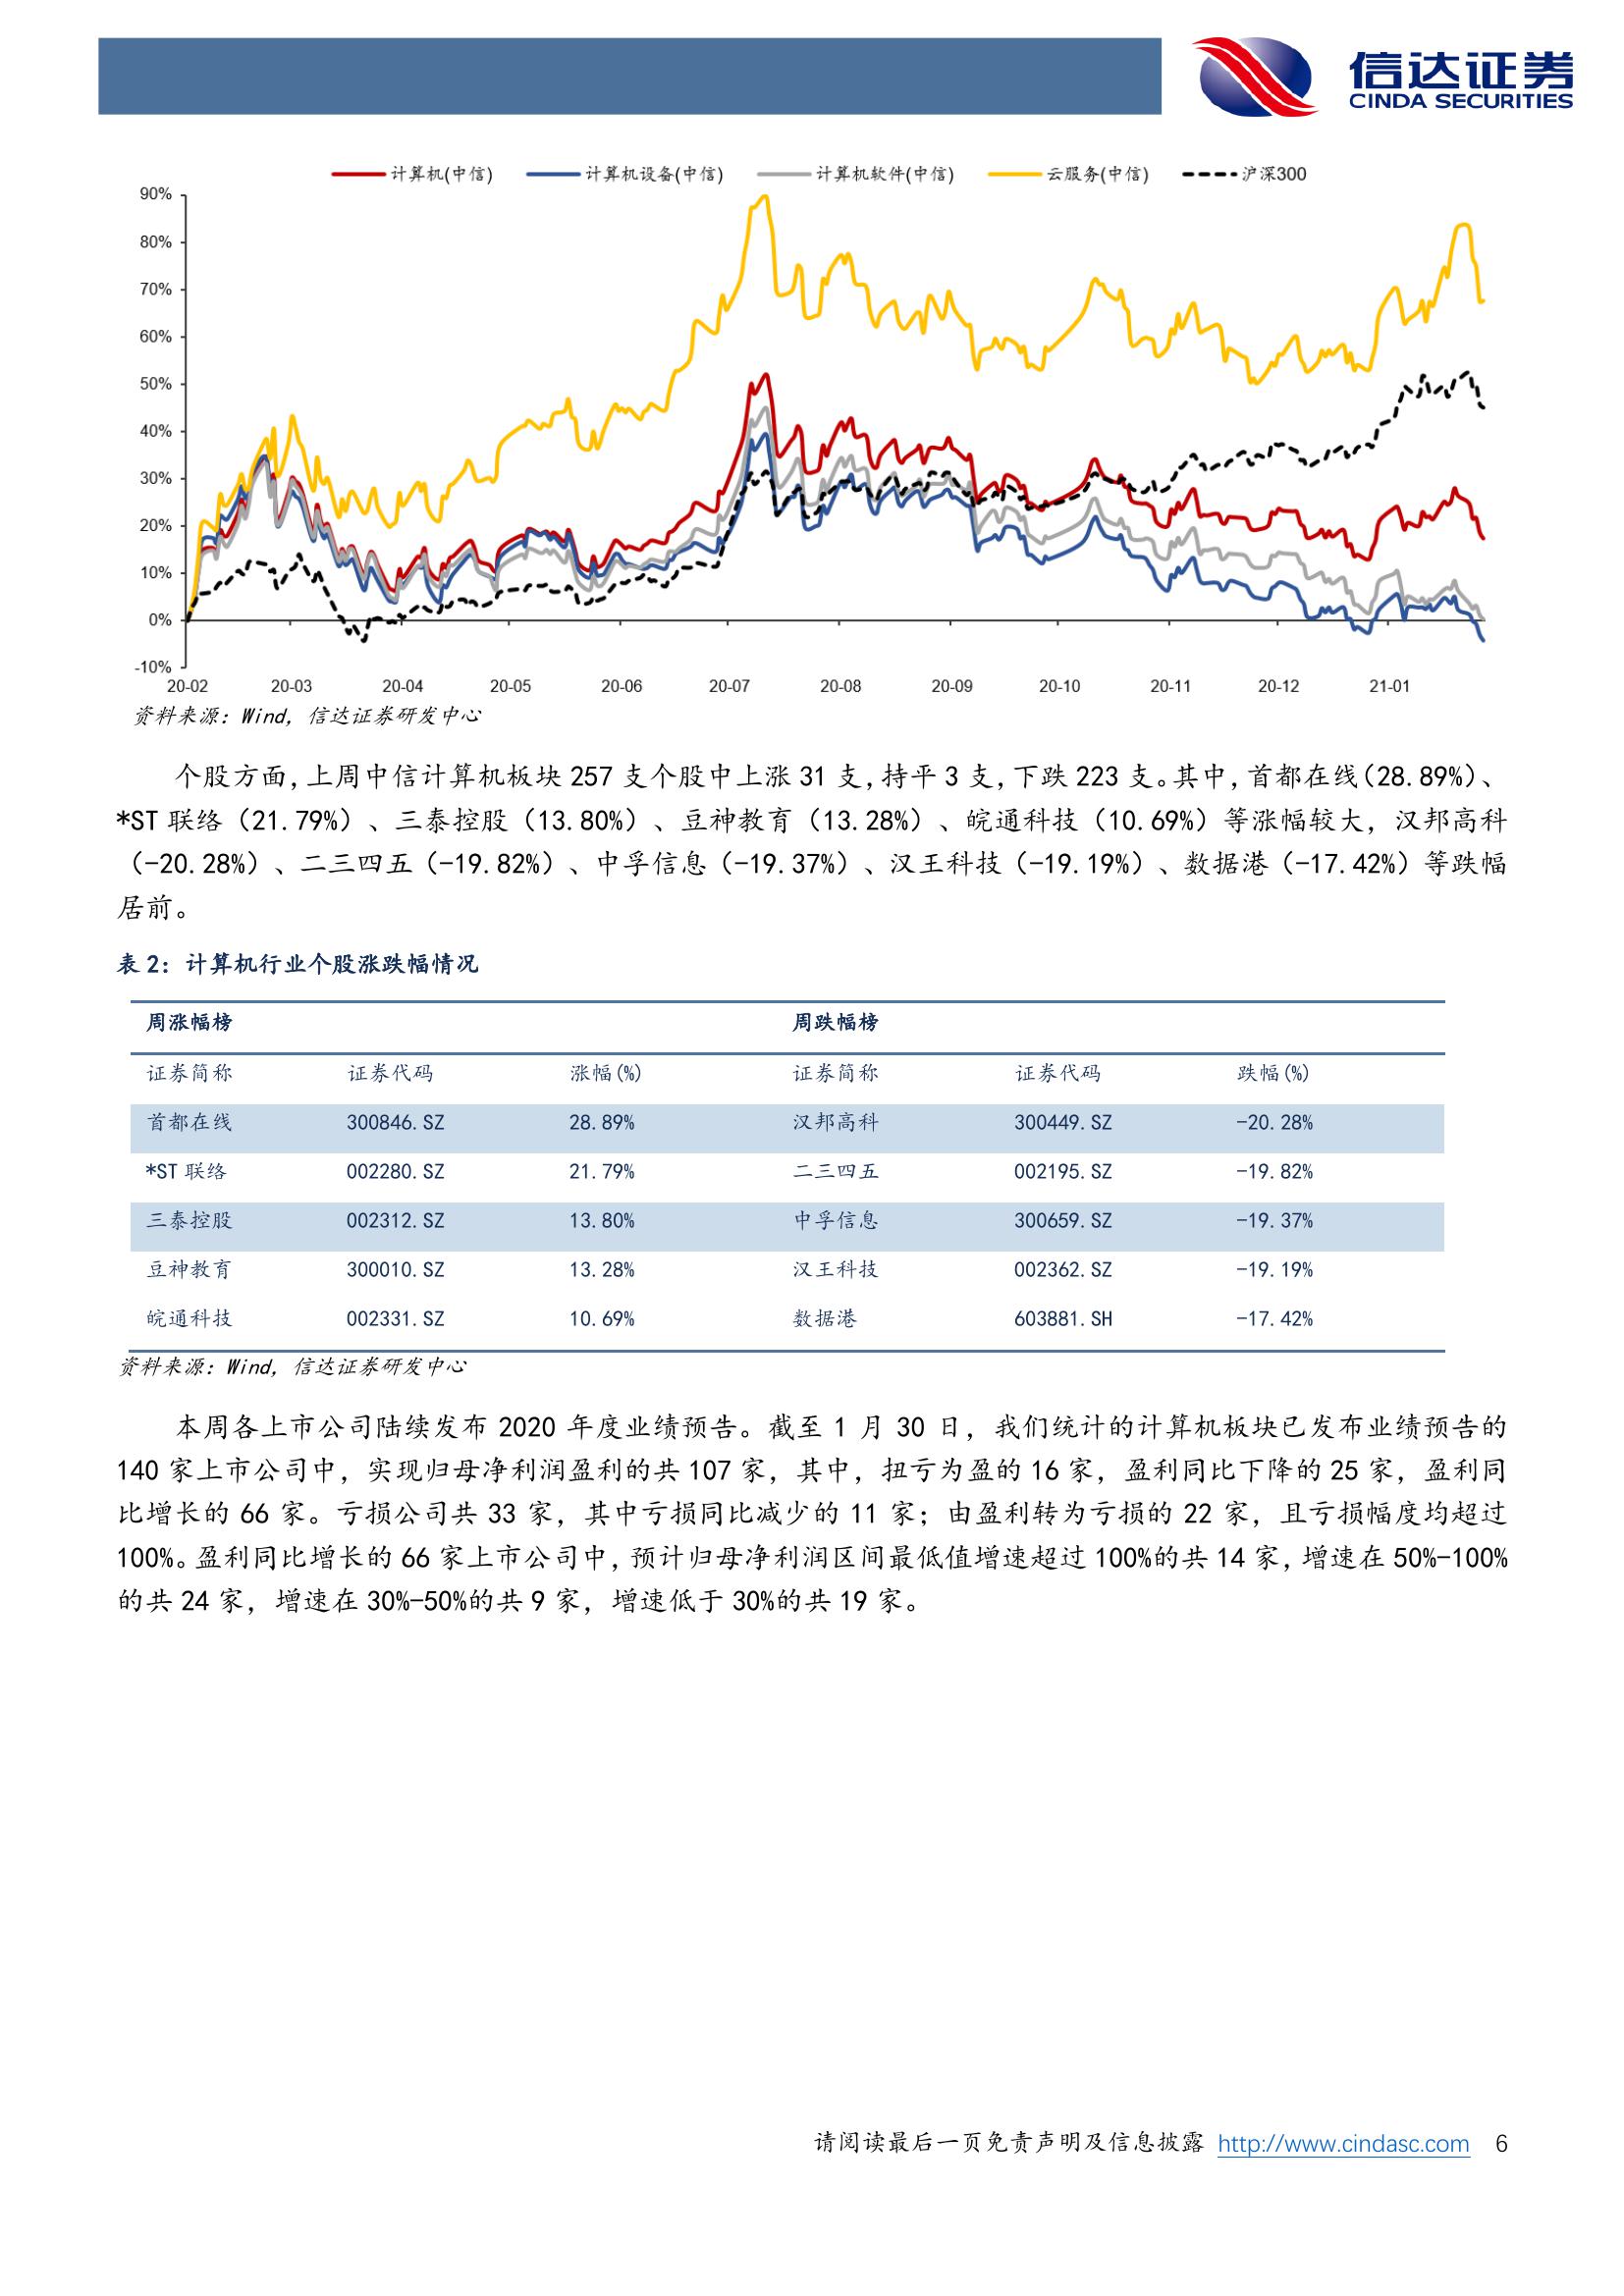 信达证券
CINDA SECURITIES
计算机(中信) 计算机设备(中信) 计算机软件(中信) 云服务(中信) 沪深300
90%
80%
70%
60%
50%
40%
30%
20%
10%
0%
-10%
20-02 20-03 20-04 20-05 20-06 20-07 20-08 20-09 20-10 20-11 20-12 21-01
资料来源：Wind，信达证券研发中心
个股方面，上周中信计算机板块 257 支个股中上涨 31 支，持平 3 支，下跌 223 支。其中，首都在线（28.89%）、
*ST 联络（21.79%）、三泰控股（13.80%）、豆神教育（13.28%）、皖通科技（10.69%）等涨幅较大，汉邦高科
（-20.28%）、二三四五（-19.82%）、中孚信息（-19.37%）、汉王科技（-19.19%）、数据港（-17.42%）等跌幅
居前。
表 2：计算机行业个股涨跌幅情况
周涨幅榜 周跌幅榜
证券简称 证券代码 涨幅(%) 证券简称 证券代码 跌幅(%)
首都在线 300846.SZ 28.89% 汉邦高科 300449.SZ -20.28%
*ST 联络 002280.SZ 21.79% 二三四五 002195.SZ -19.82%
三泰控股 002312.SZ 13.80% 中孚信息 300659.SZ -19.37%
豆神教育 300010.SZ 13.28% 汉王科技 002362.SZ -19.19%
皖通科技 002331.SZ 10.69% 数据港 603881.SH -17.42%
资料来源：Wind，信达证券研发中心
本周各上市公司陆续发布 2020 年度业绩预告。截至 1 月 30 日，我们统计的计算机板块已发布业绩预告的
140 家上市公司中，实现归母净利润盈利的共 107 家，其中，扭亏为盈的 16 家，盈利同比下降的 25 家，盈利同
比增长的 66 家。亏损公司共 33 家，其中亏损同比减少的 11 家；由盈利转为亏损的 22 家，且亏损幅度均超过
100%。盈利同比增长的 66 家上市公司中，预计归母净利润区间最低值增速超过 100%的共 14 家，增速在 50%-100%
的共 24 家，增速在 30%-50%的共 9 家，增速低于 30%的共 19 家。
请阅读最后一页免责声明及信息披露 http://www.cindasc.com 6